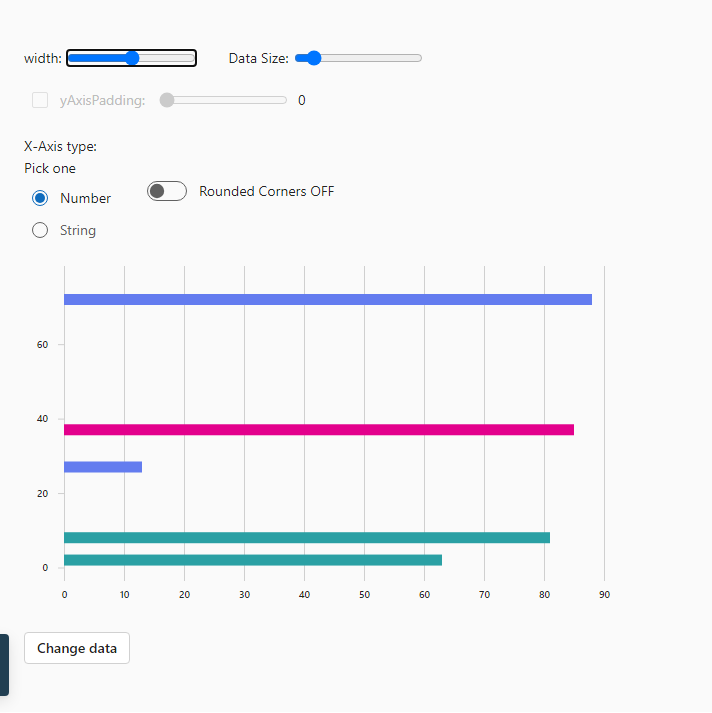 width: Data Size:
yAxisPadding: 0
X-Axis type:
Pick one
Number Rounded Corners OFF
String
60
40
20
0
0 10 20 30 40 50 60 70 80 90
Change data